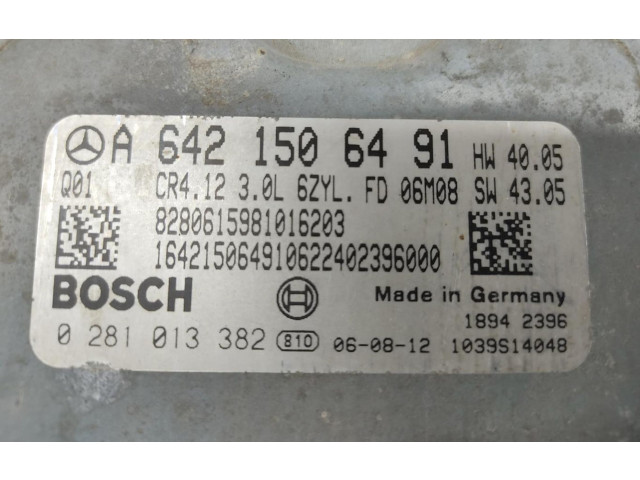 A 642 150 64 91 HW 40.05
Q01 CR4.12 3.0L 6ZYL. FD 06M08 SW 43.05
8280615981016203
164215064910622402396000
BOSCH Made in Germany
1894 2396
0 281 013 382 810 06-08-12 1039S14048